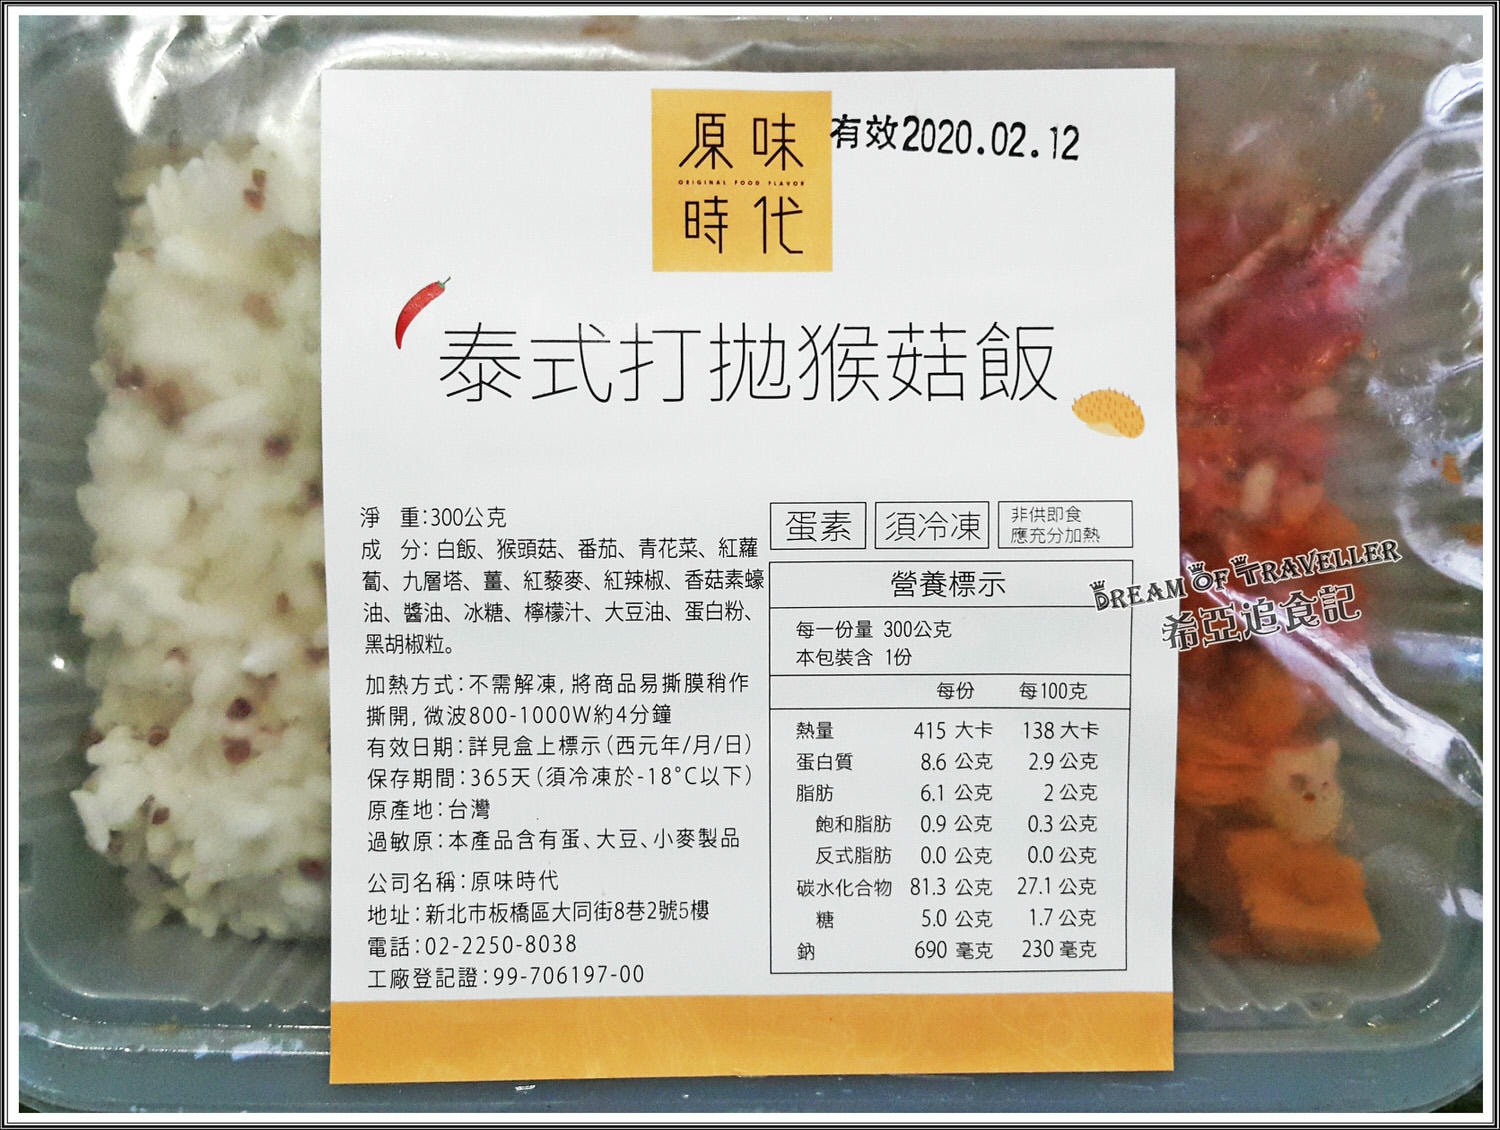 原味
ORIGINAL FOOD FLAVOR
時代
有效2020.02.12
泰式打拋猴菇飯
淨 重:300公克
成 分: 白飯、猴頭菇、番茄、青花菜、紅蘿
蔔、九層塔、薑、紅藜麥、紅辣椒、香菇素蠔
油、醬油、冰糖、檸檬汁、大豆油、蛋白粉、
黑胡椒粒。
加熱方式:不需解凍,將商品易撕膜稍作
撕開,微波800-1000W約4分鐘
有效日期:詳見盒上標示(西元年/月/日)
保存期間:365天(須冷凍於-18°C以下)
原產地:台灣
過敏原:本產品含有蛋、大豆、小麥製品
公司名稱:原味時代
地址:新北市板橋區大同街8巷2號5樓
電話:02-2250-8038
工廠登記證:99-706197-00
蛋素
須冷凍
非供即食
應充分加熱
營養標示
每一份量 300公克
本包裝含 1份
每份 每100克
熱量 415 大卡 138 大卡
蛋白質 8.6 公克 2.9 公克
脂肪 6.1 公克 2 公克
飽和脂肪 0.9 公克 0.3 公克
反式脂肪 0.0 公克 0.0 公克
碳水化合物 81.3 公克 27.1 公克
糖 5.0 公克 1.7 公克
鈉 690 毫克 230 毫克
DREAM OF TRAVELLER
希亞追食記